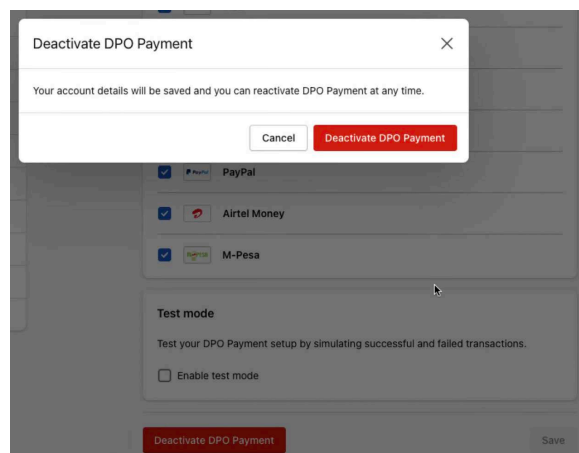 Deactivate DPO Payment
Your account details will be saved and you can reactivate DPO Payment at any time.
Cancel
Deactivate DPO Payment
PayPal
PayPal
Airtel Money
M-Pesa
Test mode
Test your DPO Payment setup by simulating successful and failed transactions.
Enable test mode
Deactivate DPO Payment
Save